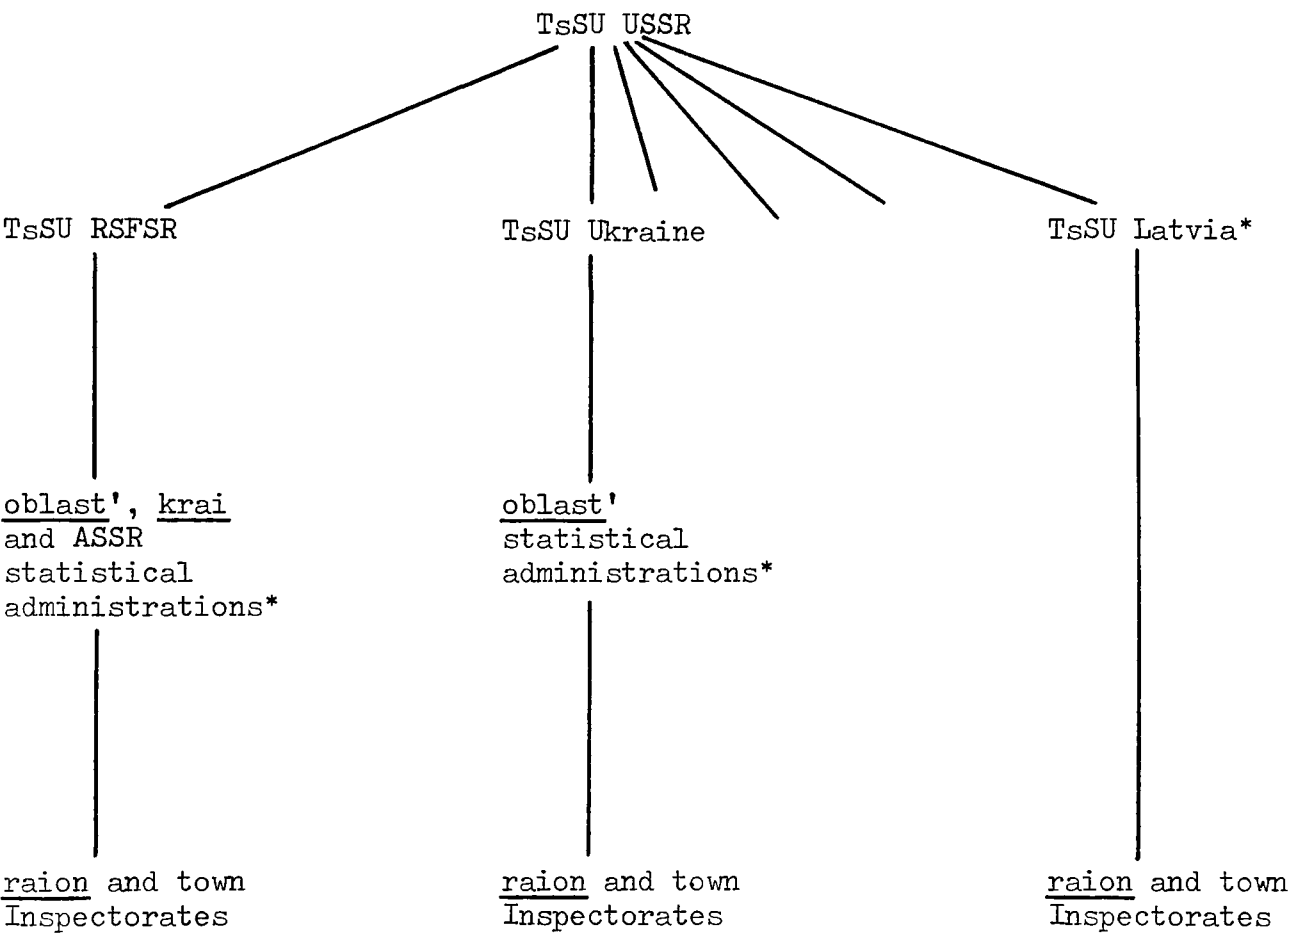 TsSU USSR
TsSU RSFSR
TsSU Ukraine
TsSU Latvia*
oblast', krai
and ASSR
statistical
administrations*
oblast'
statistical
administrations*
raion and town
Inspectorates
raion and town
Inspectorates
raion and town
Inspectorates